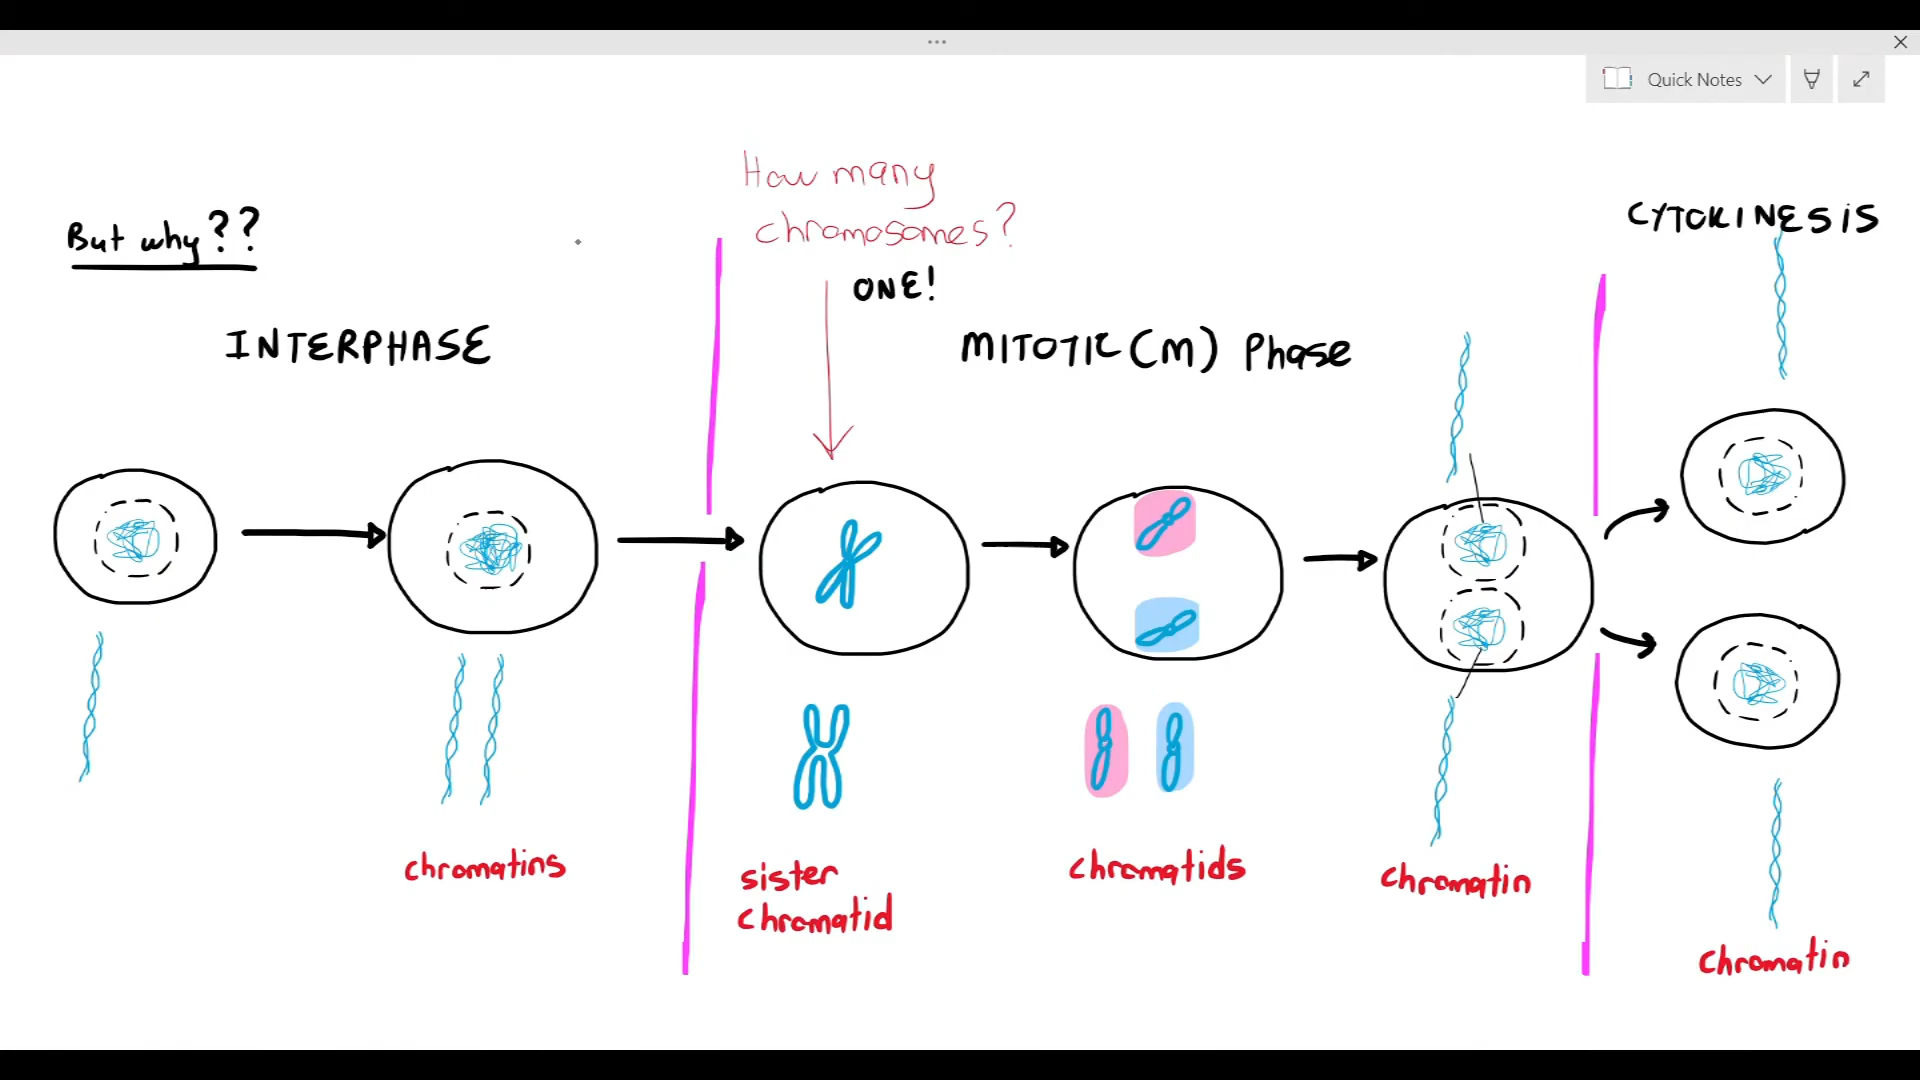 Quick Notes
How many
chromosomes?
ONE!
But why??
CYTOKINESIS
INTERPHASE
MITOTIC (M) Phase
chromatins
sister
chromatid
chromatids
chromatin
chromatin